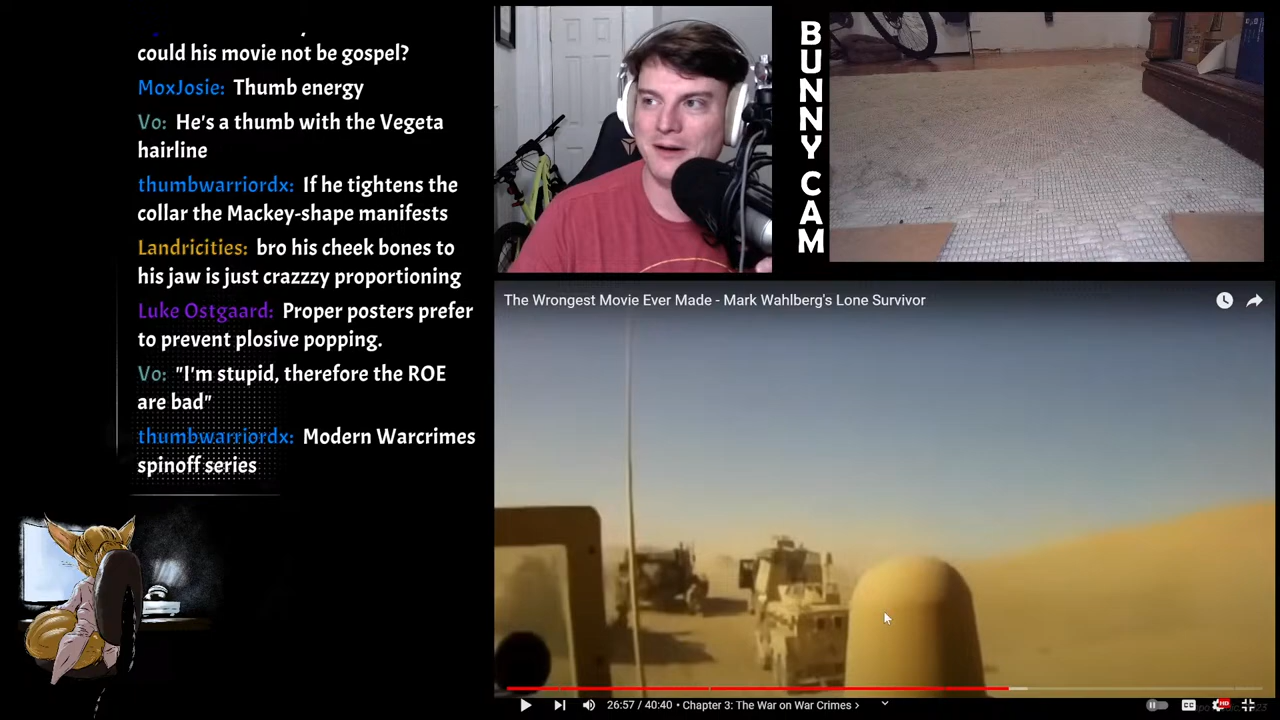 could his movie not be gospel?
MoxJosie: Thumb energy
Vo: He's a thumb with the Vegeta
hairline
thumbwarriordx: If he tightens the
collar the Mackey-shape manifests
Landricities: bro his cheek bones to
his jaw is just crazzzy proportioning
Luke Ostgaard: Proper posters prefer
to prevent plosive popping.
Vo: "I'm stupid, therefore the ROE
are bad"
thumbwarriordx: Modern Warcrimes
spinoff series
BUNNY CAM
The Wrongest Movie Ever Made - Mark Wahlberg's Lone Survivor
26:57 / 40:40 • Chapter 3: The War on War Crimes ›
CC
HD